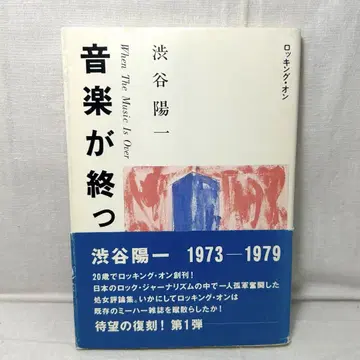 ロッキング・オン
渋谷陽一
When The Music Is Over
音楽が終っ
渋谷陽一 1973—1979
20歳でロッキング・オン創刊!
日本のロック・ジャーナリズムの中で一人孤軍奮闘した
処女評論集。いかにしてロッキング・オンは
既存のミーハー雑誌を蹴散らしたか!
待望の復刻!第1弾